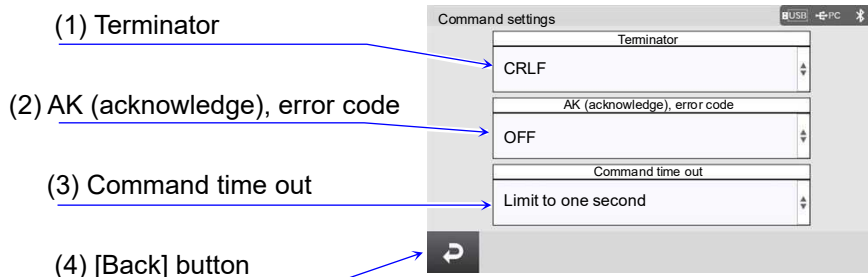 (1) Terminator
(2) AK (acknowledge), error code
(3) Command time out
(4) [Back] button
Command settings
USB PC
Terminator
CRLF
AK (acknowledge), error code
OFF
Command time out
Limit to one second